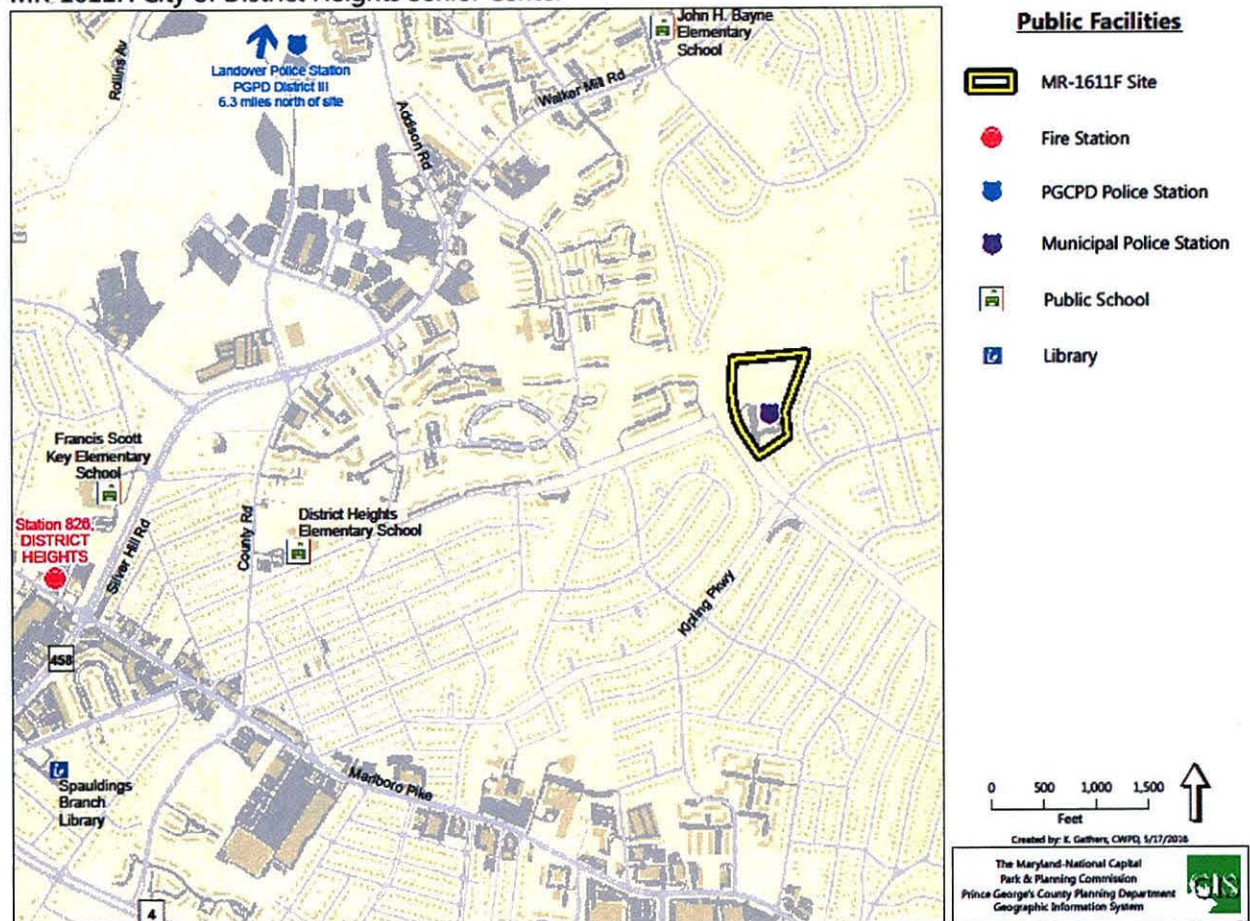 Public Facilities
MR-1611F Site
Fire Station
PGCPD Police Station
Municipal Police Station
Public School
Library
John H. Bayne
Elementary
School
Landover Police Station
PGPD District III
6.3 miles north of site
Rollins Av
Addison Rd
Walker Mill Rd
Francis Scott
Key Elementary
School
Station 826,
DISTRICT
HEIGHTS
Silver Hill Rd
County Rd
District Heights
Elementary School
Kipling Pkwy
458
Spauldings
Branch
Library
Marlboro Pike
4
0 500 1,000 1,500
Feet
Created by: K. Gathers, CWPD, 5/17/2016
The Maryland-National Capital
Park & Planning Commission
Prince George's County Planning Department
Geographic Information System
GIS